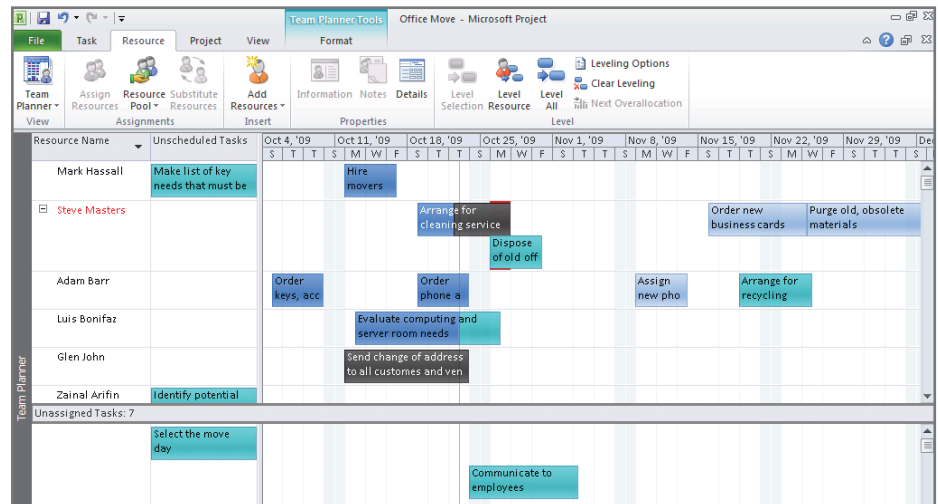 Team Planner Tools Office Move - Microsoft Project
File Task Resource Project View Format
Team Planner
Assign Resources
Resource Pool
Substitute Resources
Add Resources
Information
Notes
Details
Level Selection
Level Resource
Level All
Leveling Options
Clear Leveling
Next Overallocation
View Assignments Insert Properties Level
Resource Name Unscheduled Tasks Oct 4, '09 Oct 11, '09 Oct 18, '09 Oct 25, '09 Nov 1, '09 Nov 8, '09 Nov 15, '09 Nov 22, '09 Nov 29, '09 Dec
S T T S M W F S T T S M W F S T T S M W F S T T S M W F S T T S
Mark Hassall
Make list of key
needs that must be
Hire
movers
Steve Masters
Arrange for
cleaning service
Order new
business cards
Purge old, obsolete
materials
Dispose
of old off
Adam Barr
Order
keys, acc
Order
phone a
Assign
new pho
Arrange for
recycling
Luis Bonifaz
Evaluate computing and
server room needs
Glen John
Send change of address
to all customes and ven
Zainal Arifin
Identify potential
Team Planner
Unassigned Tasks: 7
Select the move
day
Communicate to
employees